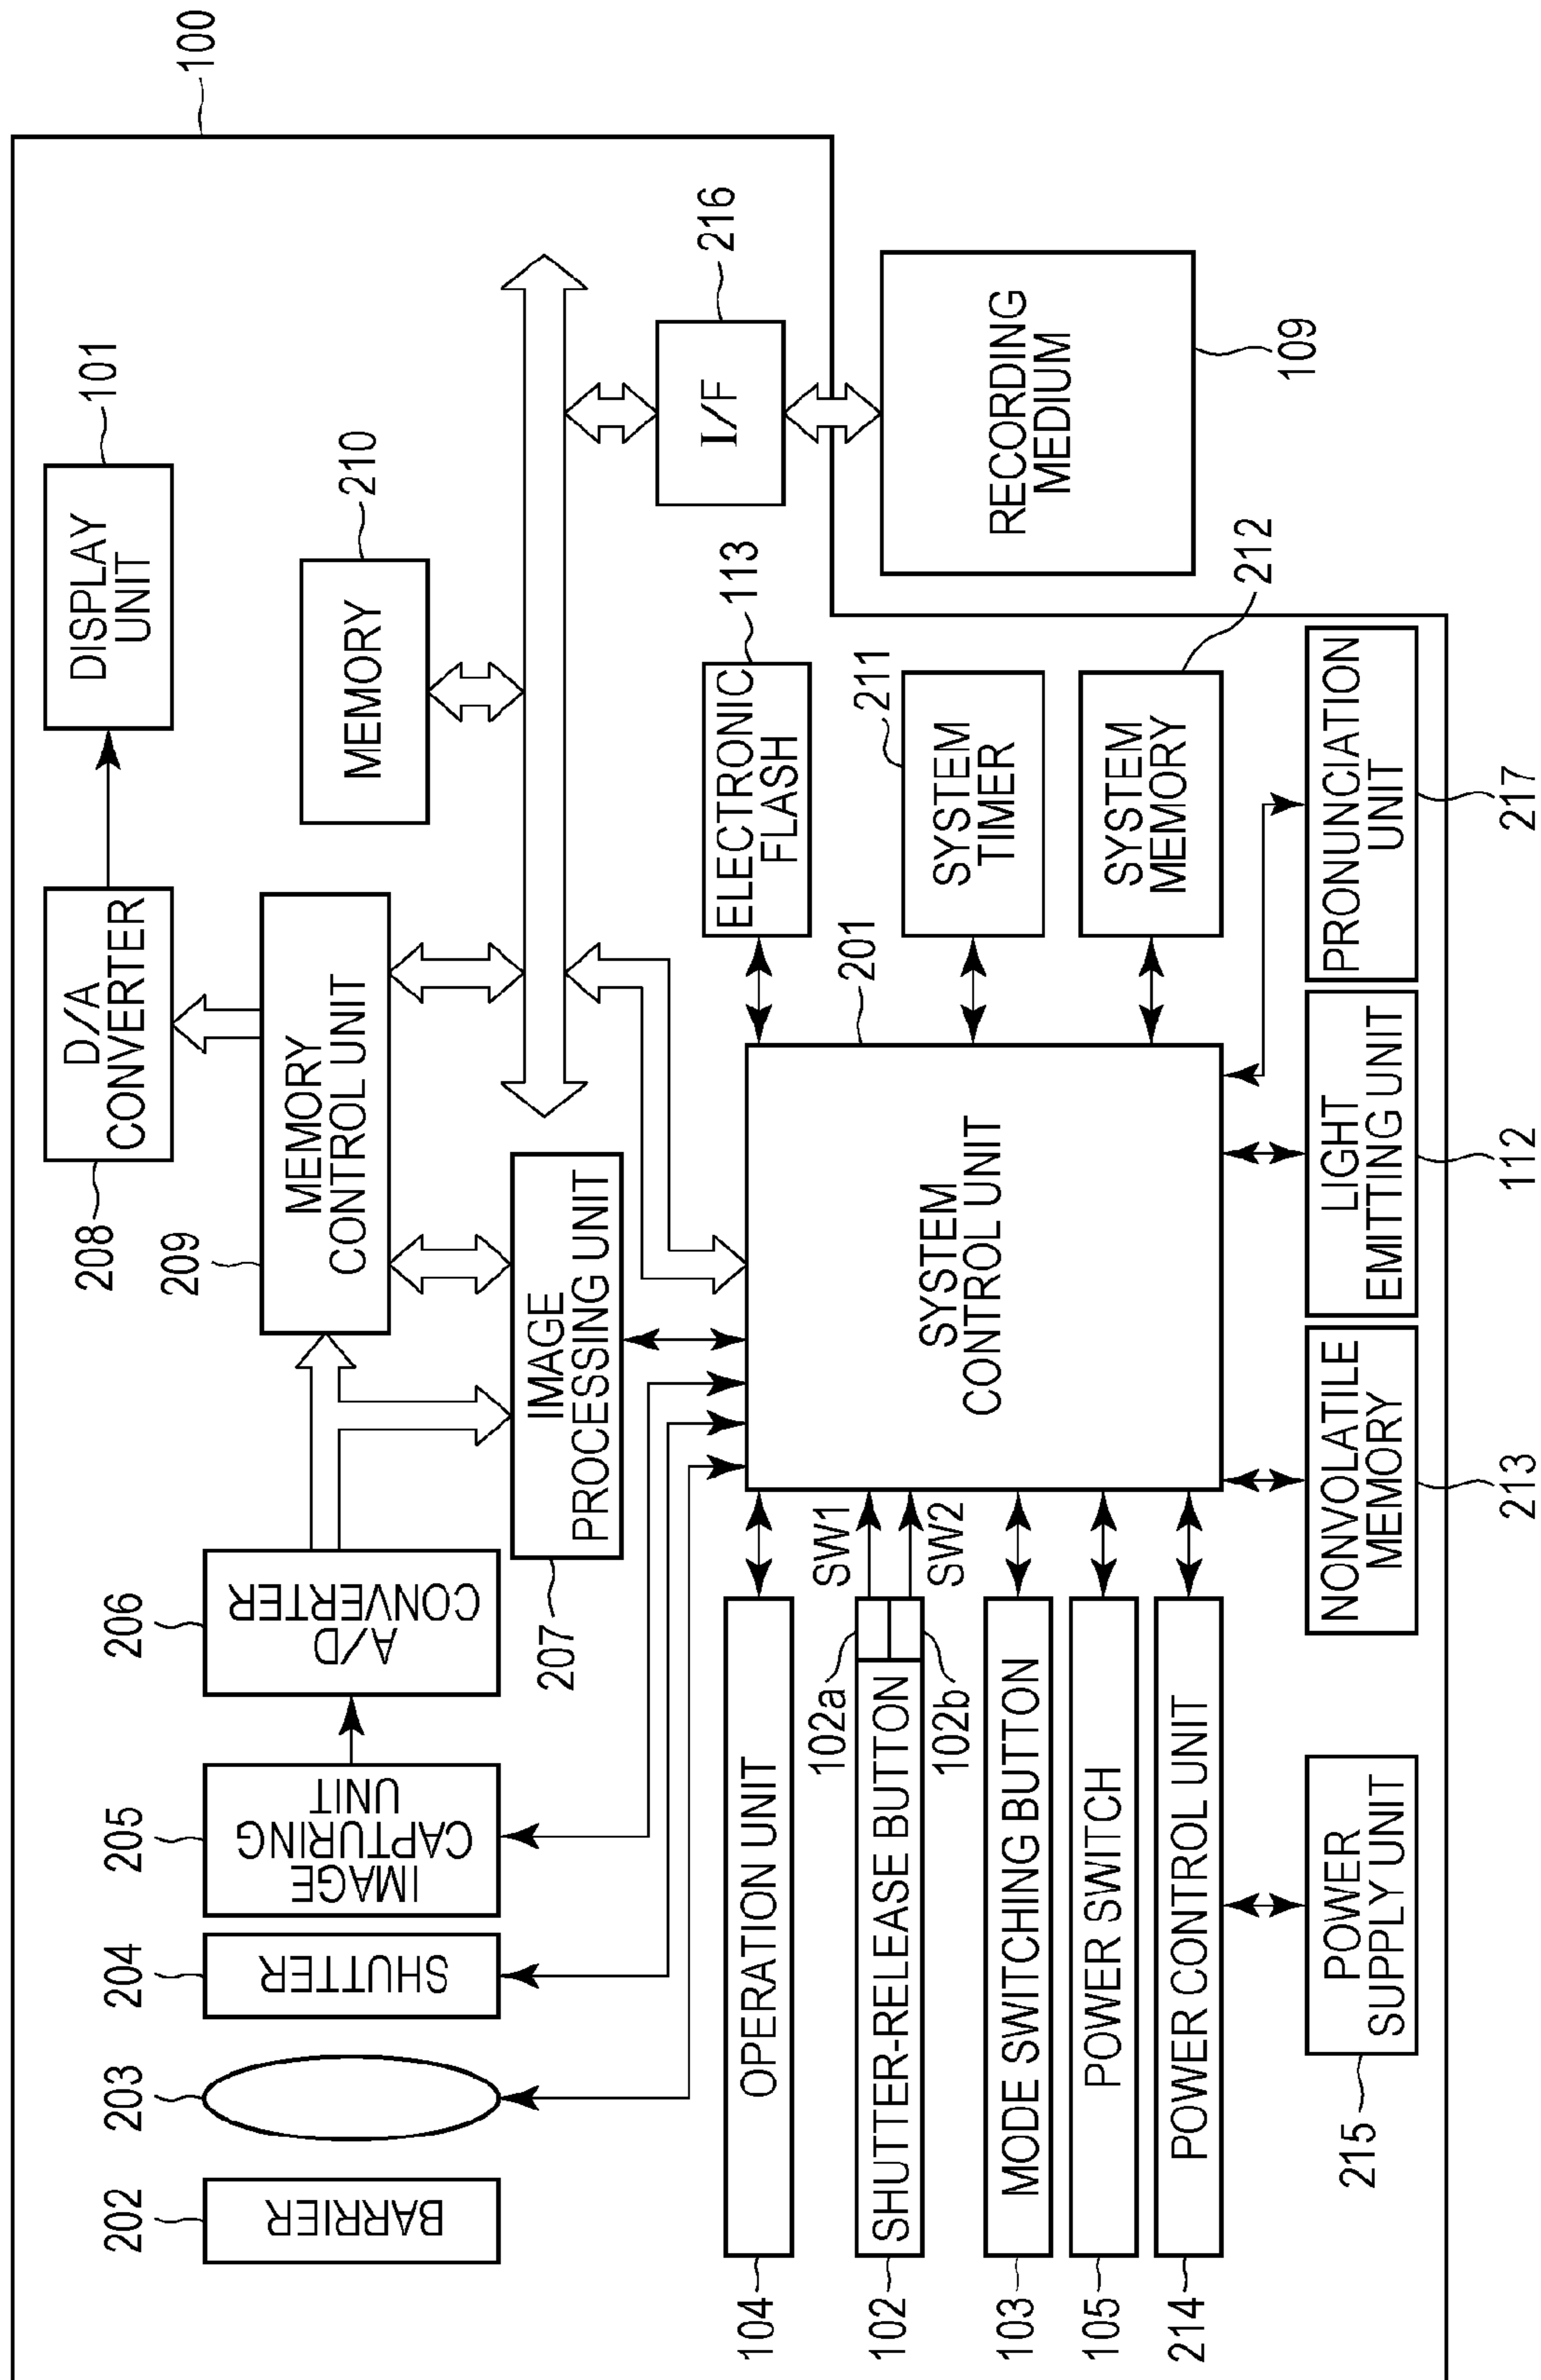 100
202
203
204
205
206
BARRIER
SHUTTER
IMAGE
CAPTURING
UNIT
A/D
CONVERTER
208
D/A
CONVERTER
DISPLAY
UNIT
101
209
MEMORY
CONTROL UNIT
MEMORY
210
207
IMAGE
PROCESSING UNIT
I/F
216
RECORDING
MEDIUM
109
104
OPERATION UNIT
102
SHUTTER-RELEASE BUTTON
102a
102b
SW1
SW2
103
MODE SWITCHING BUTTON
105
POWER SWITCH
214
POWER CONTROL UNIT
SYSTEM
CONTROL UNIT
201
ELECTRONIC
FLASH
113
SYSTEM
TIMER
211
SYSTEM
MEMORY
212
215
POWER
SUPPLY UNIT
NONVOLATILE
MEMORY
213
LIGHT
EMITTING UNIT
112
PRONUNCIATION
UNIT
217